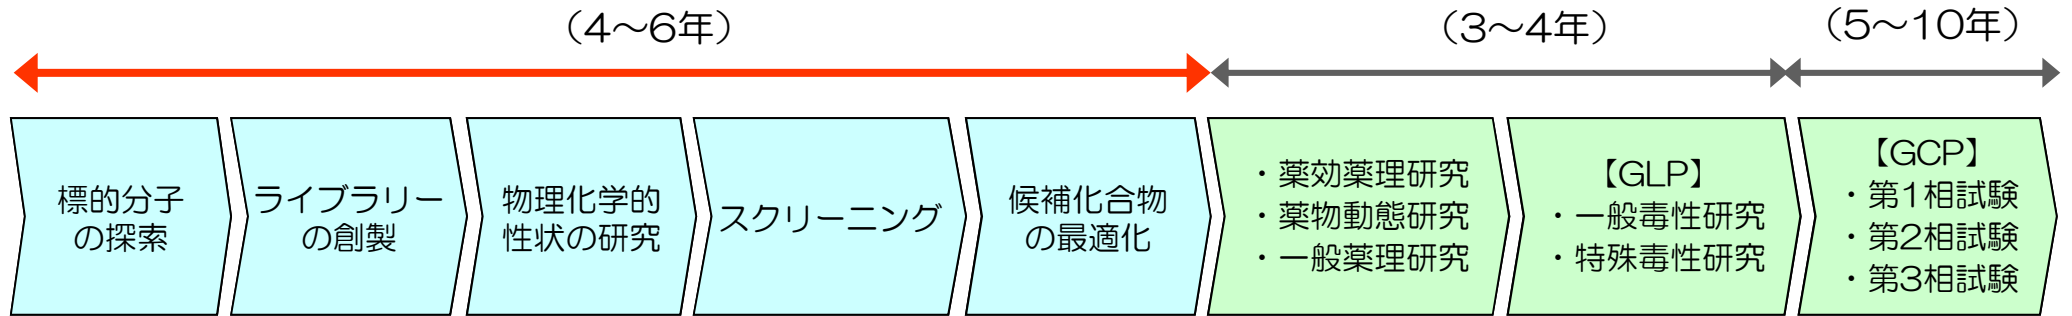 （4〜6年）
（3〜4年）
（5〜10年）
標的分子
の探索
ライブラリー
の創製
物理化学的
性状の研究
スクリーニング
候補化合物
の最適化
・薬効薬理研究
・薬物動態研究
・一般薬理研究
【GLP】
・一般毒性研究
・特殊毒性研究
【GCP】
・第1相試験
・第2相試験
・第3相試験